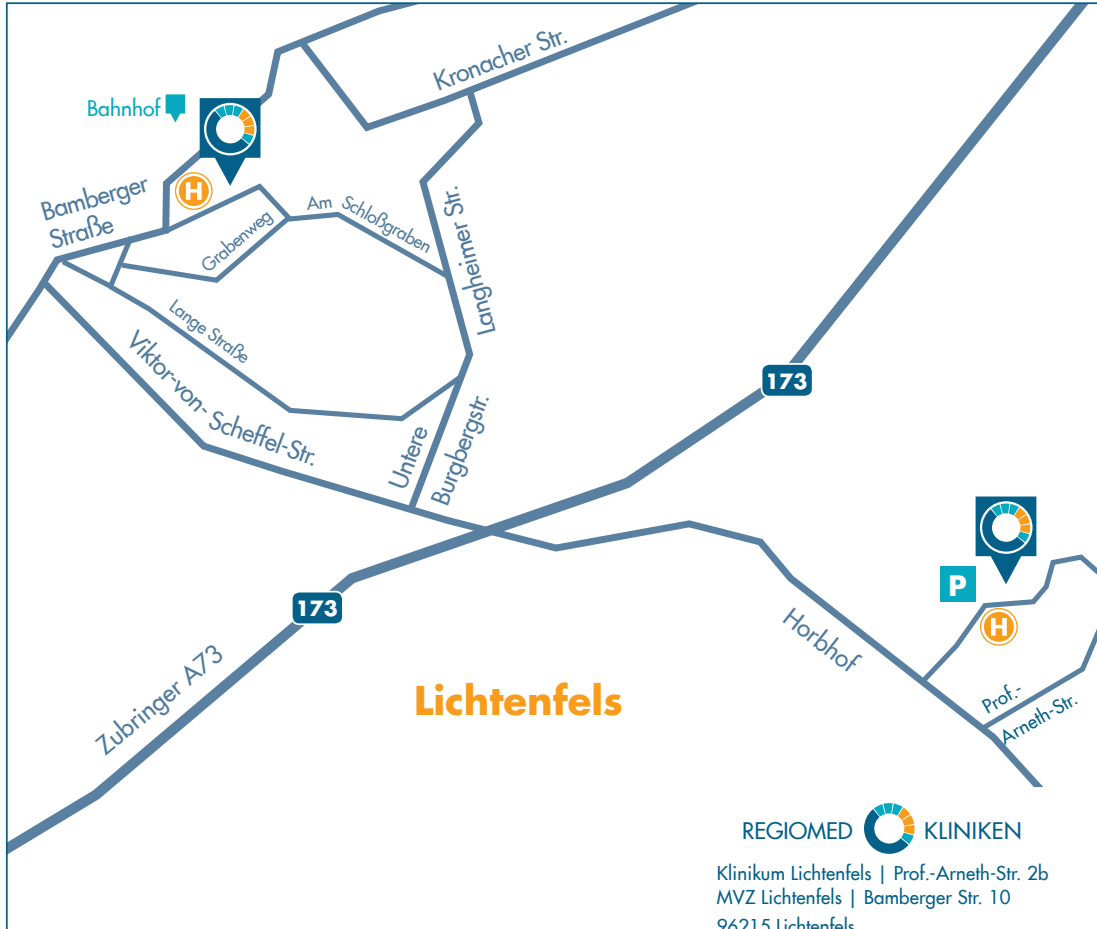 Kronacher Str.
Bahnhof
H
Bamberger
Straße
Grabenweg
Am Schloßgraben
Langheimer Str.
Lange Straße
Viktor-von-Scheffel-Str.
Untere
Burgbergstr.
173
173
P
H
Horbhof
Zubringer A73
Lichtenfels
Prof.-
Arneth-Str.
REGIOMED KLINIKEN
Klinikum Lichtenfels | Prof.-Arneth-Str. 2b
MVZ Lichtenfels | Bamberger Str. 10
96215 Lichtenfels